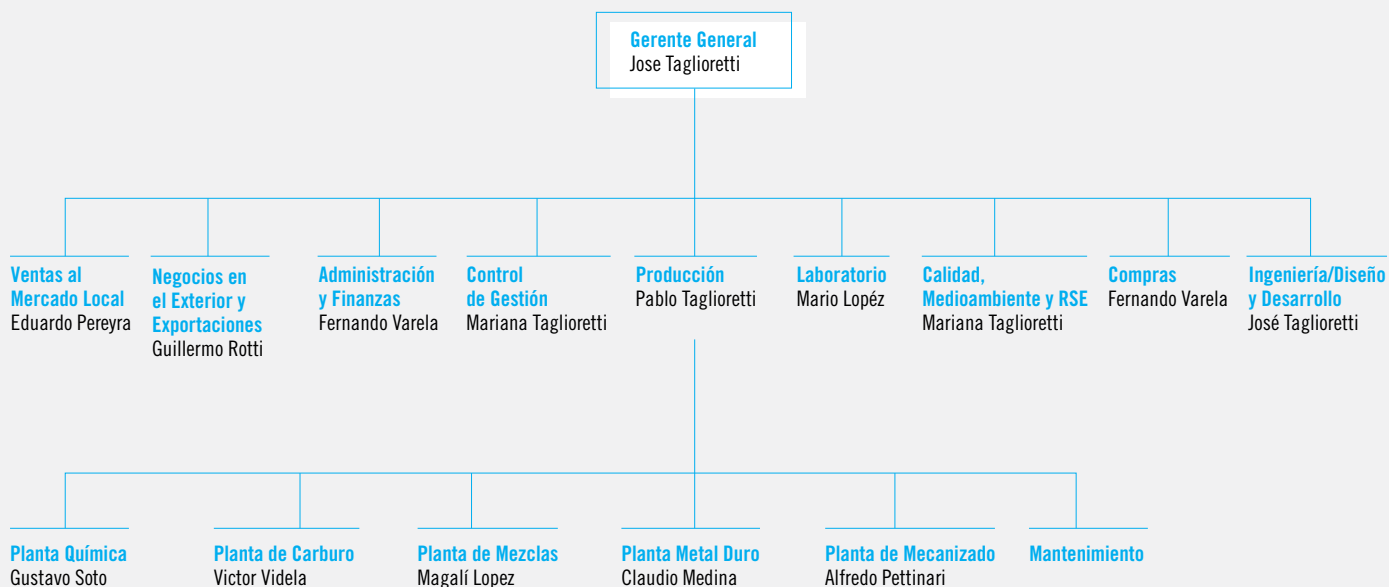 Gerente General
Jose Taglioretti
Ventas al
Mercado Local
Eduardo Pereyra
Negocios en
el Exterior y
Exportaciones
Guillermo Rotti
Administración
y Finanzas
Fernando Varela
Control
de Gestión
Mariana Taglioretti
Producción
Pablo Taglioretti
Laboratorio
Mario Lopéz
Calidad,
Medioambiente y RSE
Mariana Taglioretti
Compras
Fernando Varela
Ingeniería/Diseño
y Desarrollo
José Taglioretti
Planta Química
Gustavo Soto
Planta de Carburo
Victor Videla
Planta de Mezclas
Magalí Lopez
Planta Metal Duro
Claudio Medina
Planta de Mecanizado
Alfredo Pettinari
Mantenimiento